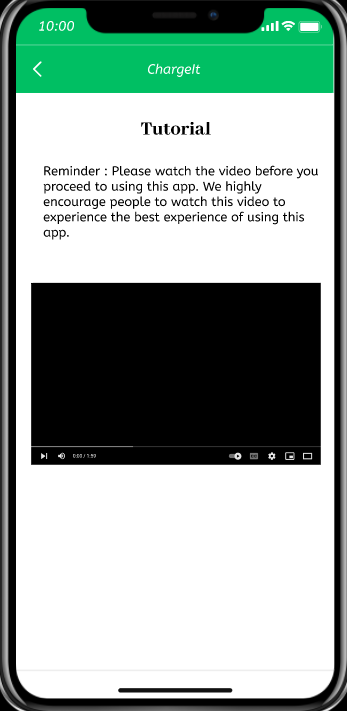 10:00
ChargeIt
Tutorial
Reminder : Please watch the video before you
proceed to using this app. We highly
encourage people to watch this video to
experience the best experience of using this
app.
0:00 / 1:59